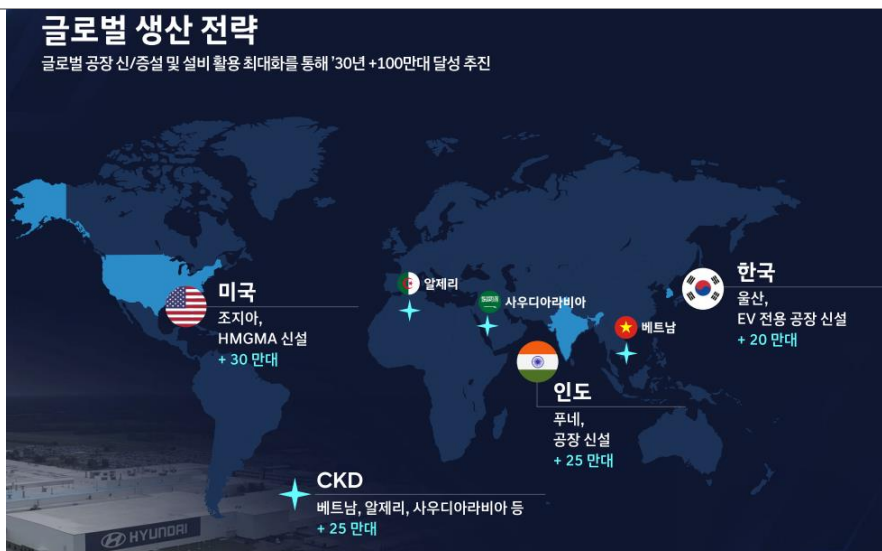 글로벌 생산 전략
글로벌 공장 신/증설 및 설비 활용 최대화를 통해 '30년 +100만대 달성 추진
미국
조지아,
HMGMA 신설
+ 30 만대
알제리
사우디아라비아
베트남
한국
울산,
EV 전용 공장 신설
+ 20 만대
인도
푸네,
공장 신설
+ 25 만대
CKD
베트남, 알제리, 사우디아라비아 등
+ 25 만대
HYUNDAI